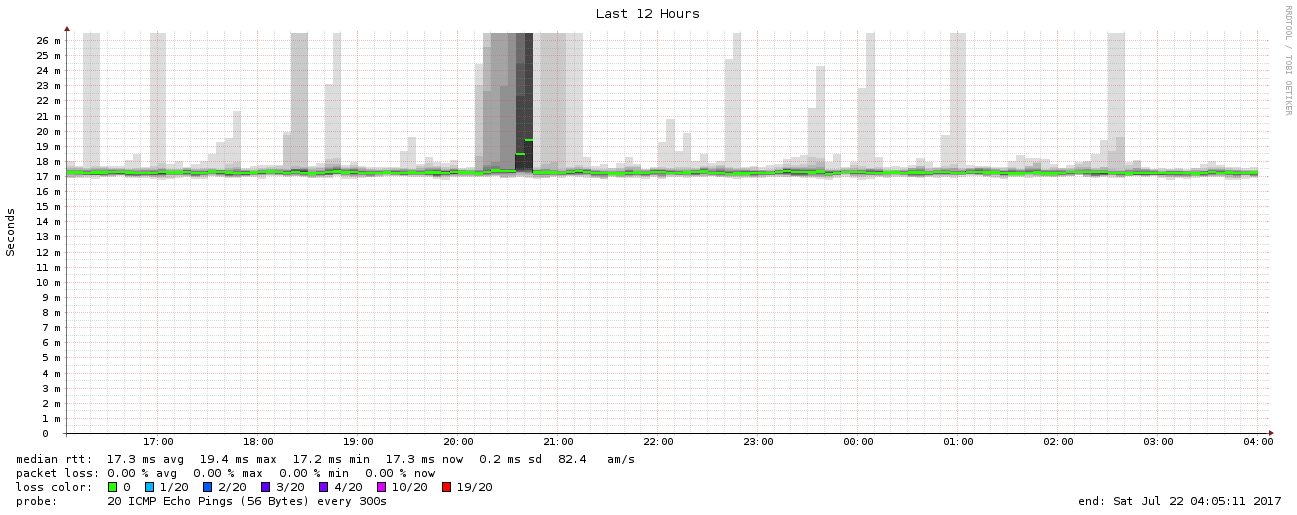 Last 12 Hours
RRDTOOL / TOBI OETIKER
Seconds
26 m
25 m
24 m
23 m
22 m
21 m
20 m
19 m
18 m
17 m
16 m
15 m
14 m
13 m
12 m
11 m
10 m
9 m
8 m
7 m
6 m
5 m
4 m
3 m
2 m
1 m
0
17:00 18:00 19:00 20:00 21:00 22:00 23:00 00:00 01:00 02:00 03:00 04:00
median rtt: 17.3 ms avg 19.4 ms max 17.2 ms min 17.3 ms now 0.2 ms sd 82.4 am/s
packet loss: 0.00 % avg 0.00 % max 0.00 % min 0.00 % now
loss color: 0 1/20 2/20 3/20 4/20 10/20 19/20
probe: 20 ICMP Echo Pings (56 Bytes) every 300s end: Sat Jul 22 04:05:11 2017